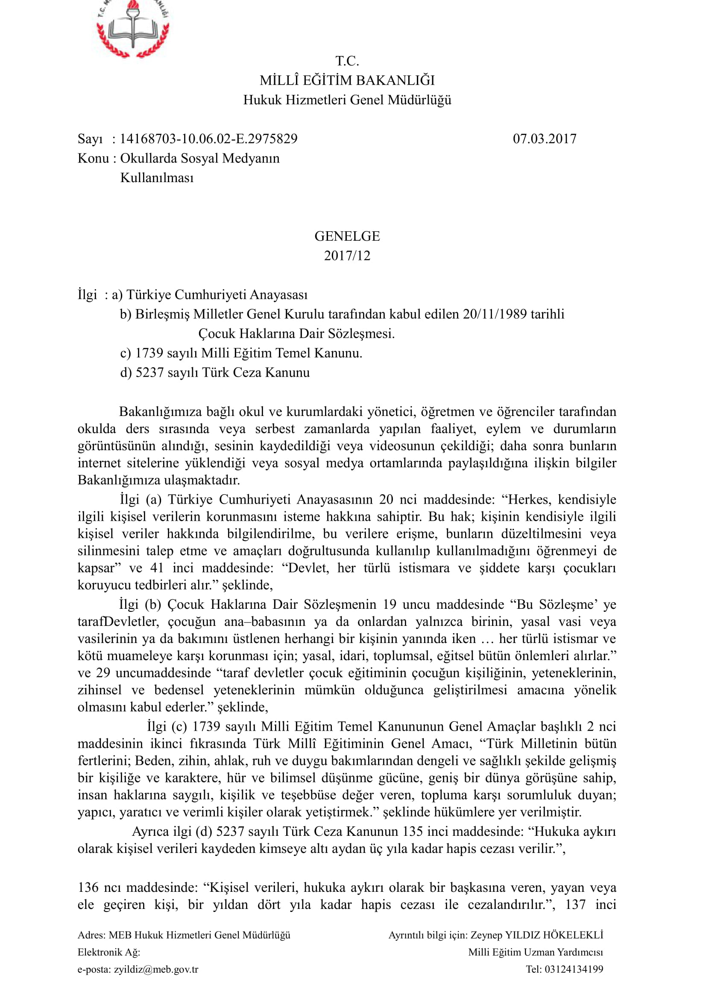 T.C.
MİLLÎ EĞİTİM BAKANLIĞI
Hukuk Hizmetleri Genel Müdürlüğü
Sayı : 14168703-10.06.02-E.2975829 07.03.2017
Konu : Okullarda Sosyal Medyanın
Kullanılması
GENELGE
2017/12
İlgi : a) Türkiye Cumhuriyeti Anayasası
b) Birleşmiş Milletler Genel Kurulu tarafından kabul edilen 20/11/1989 tarihli
Çocuk Haklarına Dair Sözleşmesi.
c) 1739 sayılı Milli Eğitim Temel Kanunu.
d) 5237 sayılı Türk Ceza Kanunu
Bakanlığımıza bağlı okul ve kurumlardaki yönetici, öğretmen ve öğrenciler tarafından
okulda ders sırasında veya serbest zamanlarda yapılan faaliyet, eylem ve durumların
görüntüsünün alındığı, sesinin kaydedildiği veya videosunun çekildiği; daha sonra bunların
internet sitelerine yüklendiği veya sosyal medya ortamlarında paylaşıldığına ilişkin bilgiler
Bakanlığımıza ulaşmaktadır.
İlgi (a) Türkiye Cumhuriyeti Anayasasının 20 nci maddesinde: “Herkes, kendisiyle
ilgili kişisel verilerin korunmasını isteme hakkına sahiptir. Bu hak; kişinin kendisiyle ilgili
kişisel veriler hakkında bilgilendirilme, bu verilere erişme, bunların düzeltilmesini veya
silinmesini talep etme ve amaçları doğrultusunda kullanılıp kullanılmadığını öğrenmeyi de
kapsar” ve 41 inci maddesinde: “Devlet, her türlü istismara ve şiddete karşı çocukları
koruyucu tedbirleri alır.” şeklinde,
İlgi (b) Çocuk Haklarına Dair Sözleşmenin 19 uncu maddesinde “Bu Sözleşme’ ye
tarafDevletler, çocuğun ana–babasının ya da onlardan yalnızca birinin, yasal vasi veya
vasilerinin ya da bakımını üstlenen herhangi bir kişinin yanında iken … her türlü istismar ve
kötü muameleye karşı korunması için; yasal, idari, toplumsal, eğitsel bütün önlemleri alırlar.”
ve 29 uncumaddesinde “taraf devletler çocuk eğitiminin çocuğun kişiliğinin, yeteneklerinin,
zihinsel ve bedensel yeteneklerinin mümkün olduğunca geliştirilmesi amacına yönelik
olmasını kabul ederler.” şeklinde,
İlgi (c) 1739 sayılı Milli Eğitim Temel Kanununun Genel Amaçlar başlıklı 2 nci
maddesinin ikinci fıkrasında Türk Millî Eğitiminin Genel Amacı, “Türk Milletinin bütün
fertlerini; Beden, zihin, ahlak, ruh ve duygu bakımlarından dengeli ve sağlıklı şekilde gelişmiş
bir kişiliğe ve karaktere, hür ve bilimsel düşünme gücüne, geniş bir dünya görüşüne sahip,
insan haklarına saygılı, kişilik ve teşebbüse değer veren, topluma karşı sorumluluk duyan;
yapıcı, yaratıcı ve verimli kişiler olarak yetiştirmek.” şeklinde hükümlere yer verilmiştir.
Ayrıca ilgi (d) 5237 sayılı Türk Ceza Kanunun 135 inci maddesinde: “Hukuka aykırı
olarak kişisel verileri kaydeden kimseye altı aydan üç yıla kadar hapis cezası verilir.”,
136 ncı maddesinde: “Kişisel verileri, hukuka aykırı olarak bir başkasına veren, yayan veya
ele geçiren kişi, bir yıldan dört yıla kadar hapis cezası ile cezalandırılır.”, 137 inci
Adres: MEB Hukuk Hizmetleri Genel Müdürlüğü Ayrıntılı bilgi için: Zeynep YILDIZ HÖKELEKLİ
Elektronik Ağ: Milli Eğitim Uzman Yardımcısı
e-posta: zyildiz@meb.gov.tr Tel: 03124134199